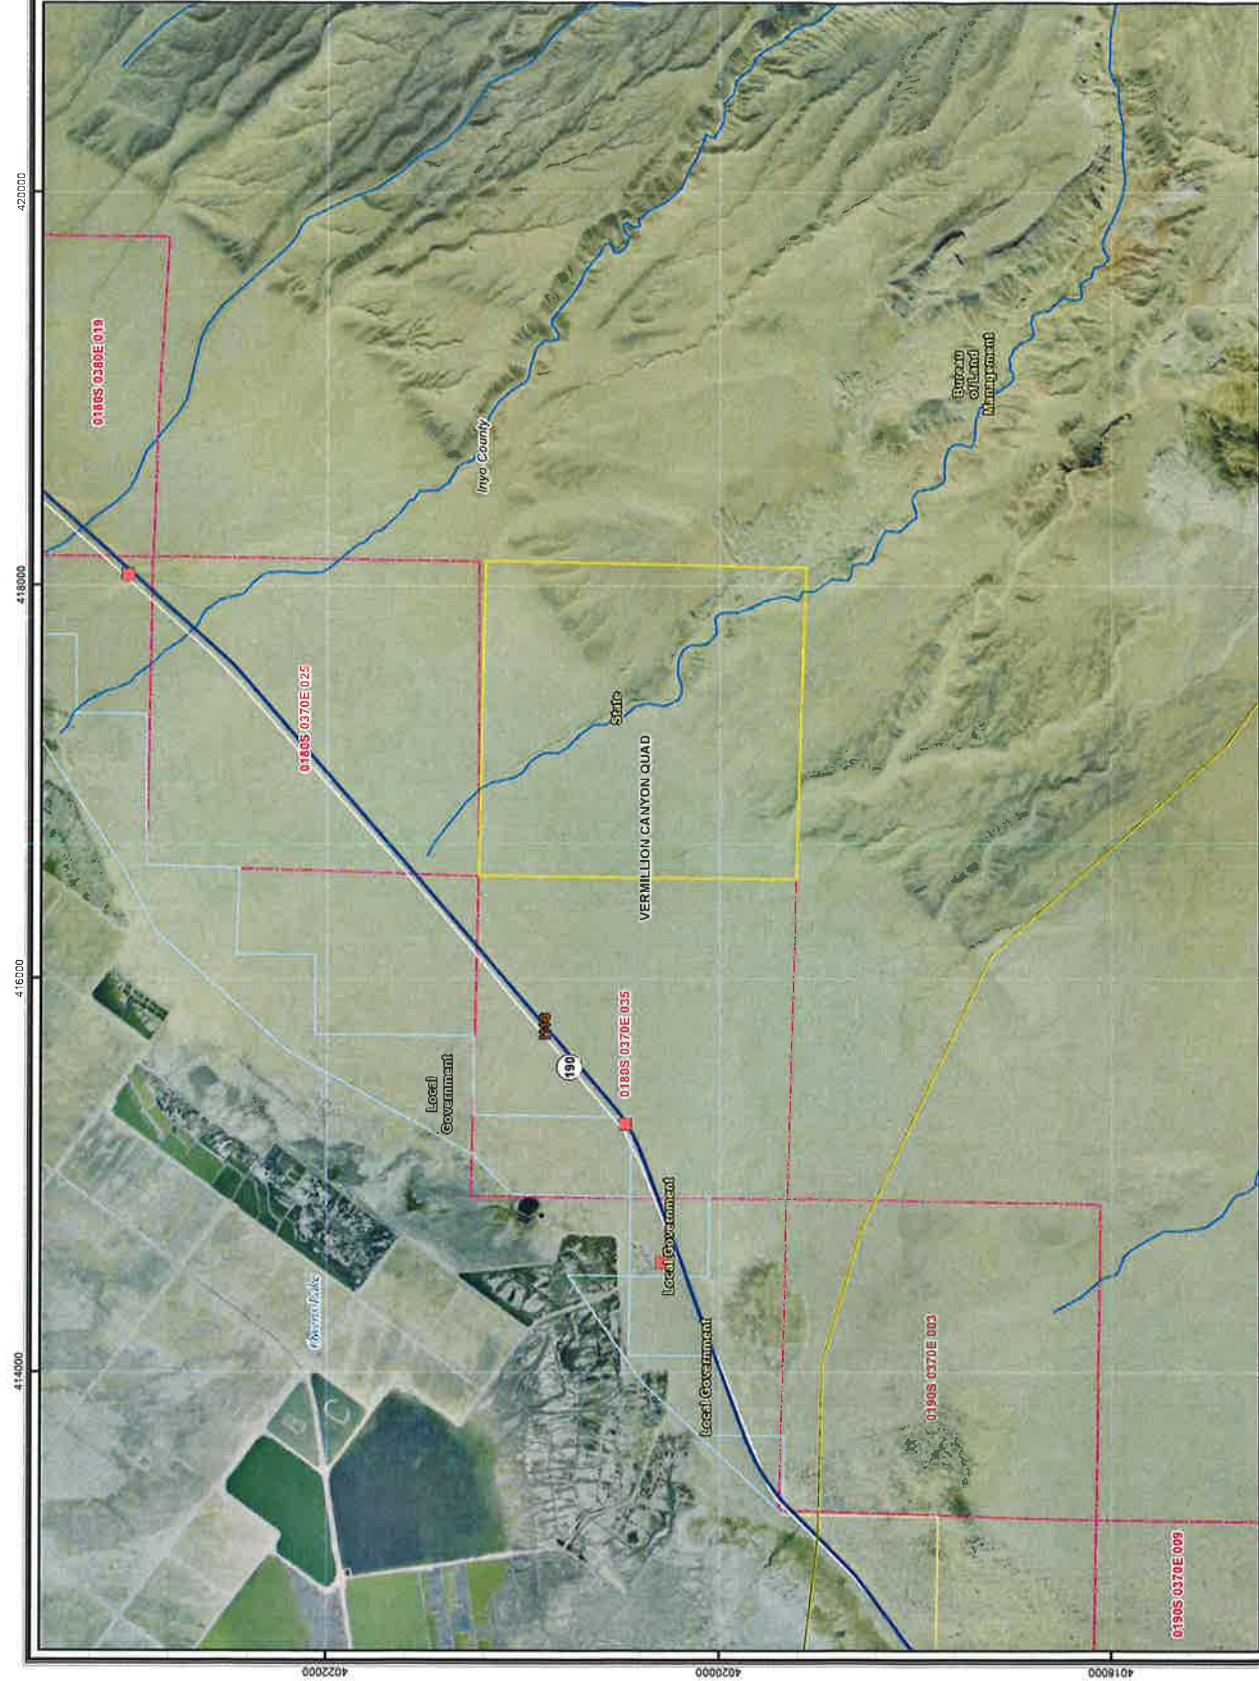 420000
418000
416000
414000
0180S 0380E 019
Inyo County
Bureau
of Land
Management
0180S 0370E 025
State
VERMILLION CANYON QUAD
190
0180S 0370E 035
Local
Government
Local Government
Local Government
Owens Lake
B
C
0190S 0370E 003
0190S 0370E 009
4022000
4020000
4018000